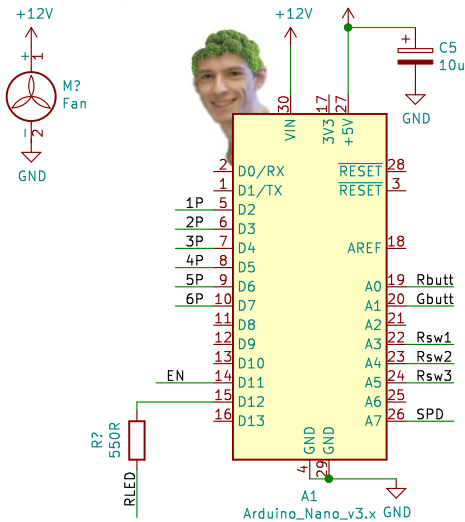 +12V
+12V
+
1
M?
Fan
−
2
GND
+
C5
10u
GND
30
17
27
VIN
3V3
+5V
2 D0/RX
RESET 28
1 D1/TX
RESET 3
1P 5 D2
2P 6 D3
3P 7 D4
AREF 18
4P 8 D5
5P 9 D6
A0 19 Rbutt
6P 10 D7
A1 20 Gbutt
11 D8
A2 21
12 D9
A3 22 Rsw1
13 D10
A4 23 Rsw2
EN 14 D11
A5 24 Rsw3
15 D12
A6 25
16 D13
A7 26 SPD
R?
550R
RLED
GND
GND
4
29
A1
Arduino_Nano_v3.x
GND